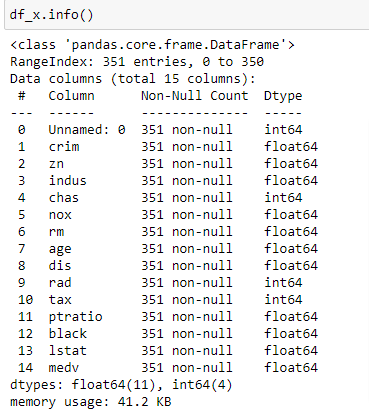 df_x.info()
<class 'pandas.core.frame.DataFrame'>
RangeIndex: 351 entries, 0 to 350
Data columns (total 15 columns):
 #   Column      Non-Null Count  Dtype
---  ------      --------------  -----
 0   Unnamed: 0  351 non-null    int64
 1   crim        351 non-null    float64
 2   zn          351 non-null    float64
 3   indus       351 non-null    float64
 4   chas        351 non-null    int64
 5   nox         351 non-null    float64
 6   rm          351 non-null    float64
 7   age         351 non-null    float64
 8   dis         351 non-null    float64
 9   rad         351 non-null    int64
 10  tax         351 non-null    int64
 11  ptratio     351 non-null    float64
 12  black       351 non-null    float64
 13  lstat       351 non-null    float64
 14  medv        351 non-null    float64
dtypes: float64(11), int64(4)
memory usage: 41.2 KB